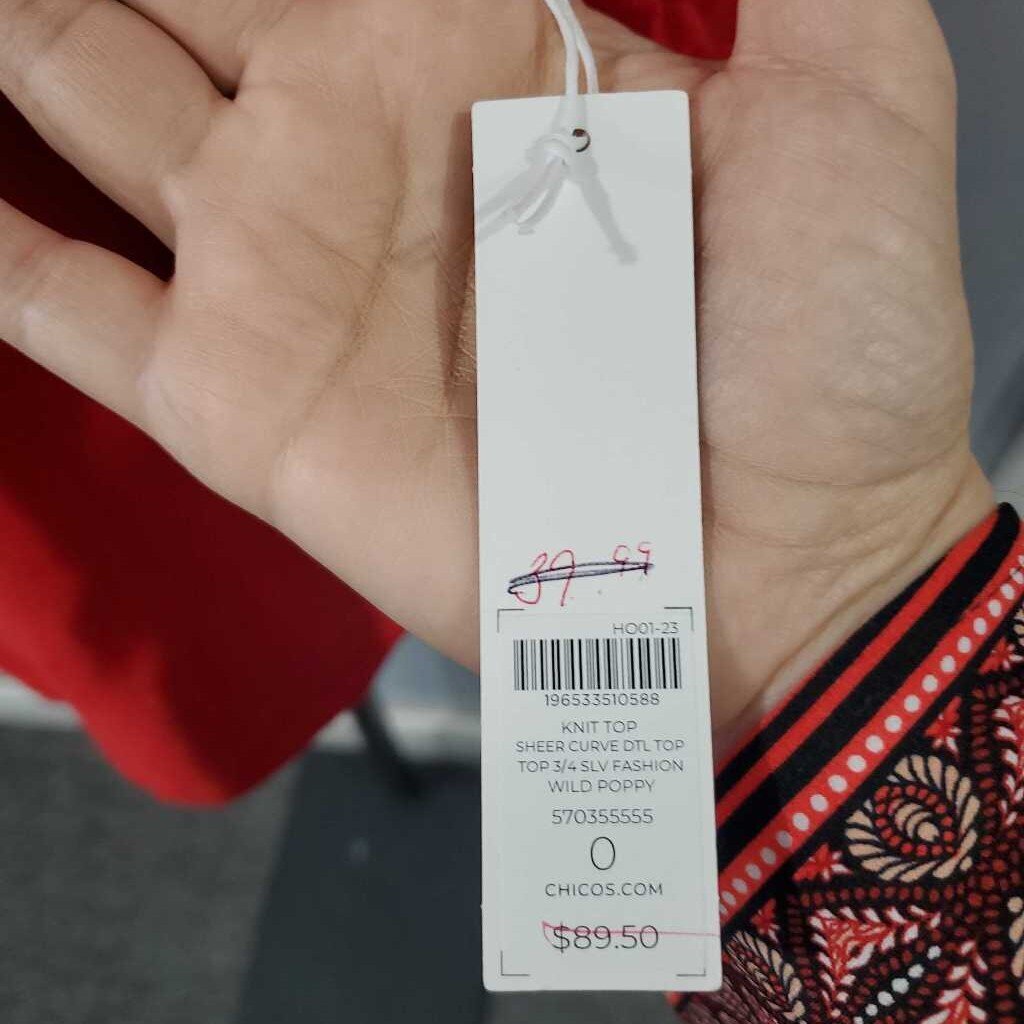 39.99
HO01-23
196533510588
KNIT TOP
SHEER CURVE DTL TOP
TOP 3/4 SLV FASHION
WILD POPPY
570355555
0
CHICOS.COM
$89.50